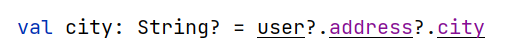 val city: String? = user?.address?.city